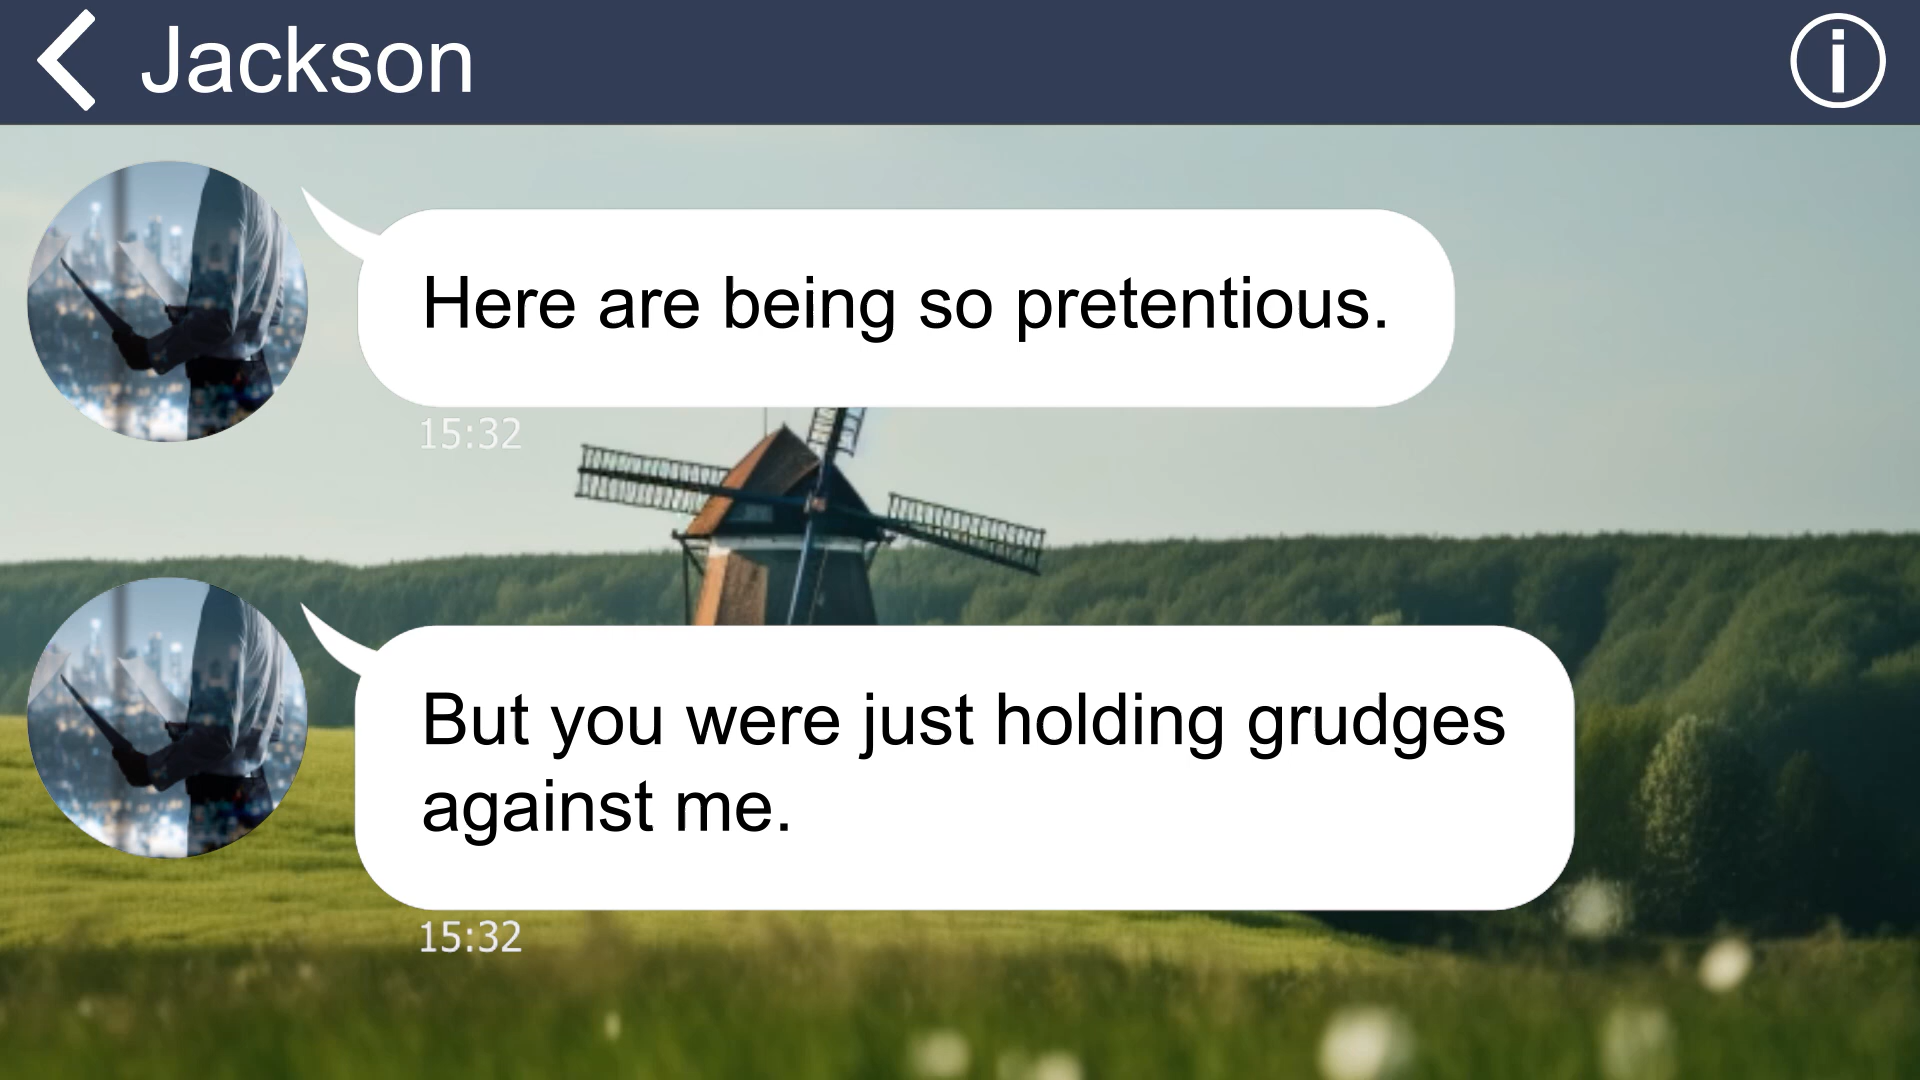 Jackson
Here are being so pretentious.
15:32
But you were just holding grudges
against me.
15:32